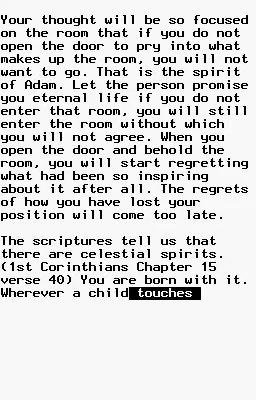 Your thought will be so focused
on the room that if you do not
open the door to pry into what
makes up the room, you will not
want to go. That is the spirit
of Adam. Let the person promise
you eternal life if you do not
enter that room, you will still
enter the room without which
you will not agree. When you
open the door and behold the
room, you will start regretting
what had been so inspiring
about it after all. The regrets
of how you have lost your
position will come too late.

The scriptures tell us that
there are celestial spirits.
(1st Corinthians Chapter 15
verse 40) You are born with it.
Wherever a child touches